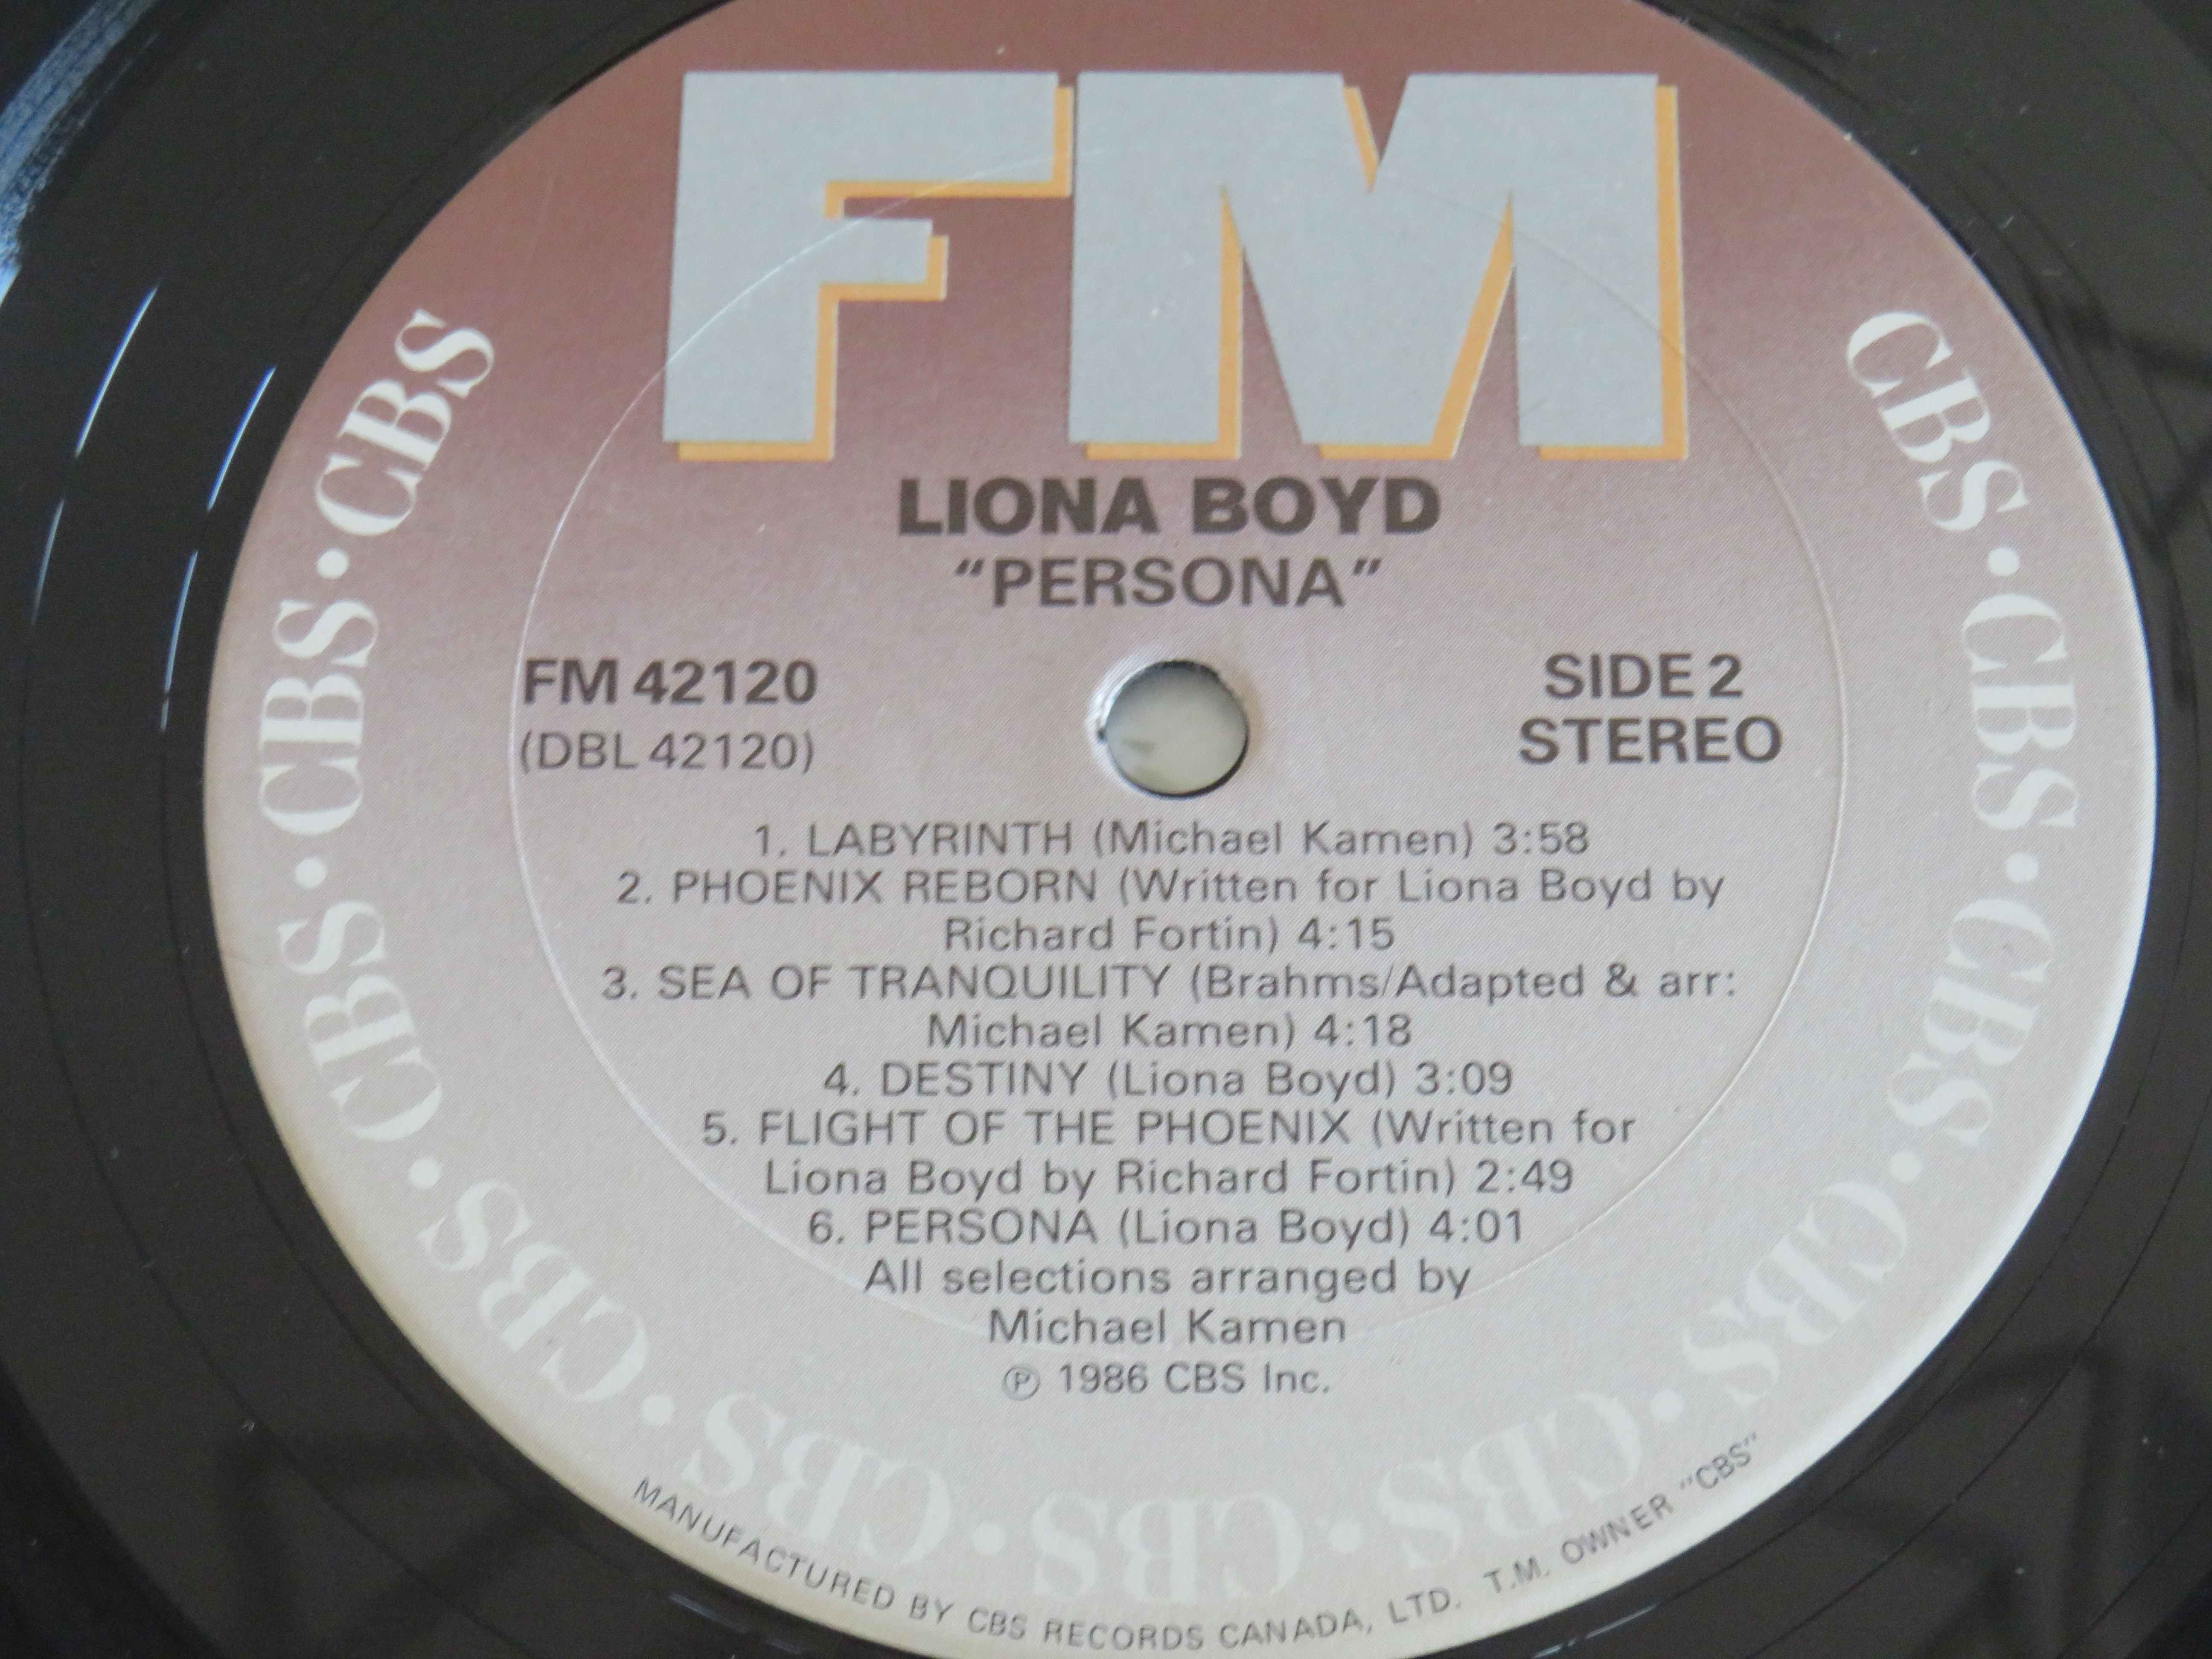 FM
LIONA BOYD
"PERSONA"
FM 42120
(DBL 42120)
SIDE 2
STEREO
1. LABYRINTH (Michael Kamen) 3:58
2. PHOENIX REBORN (Written for Liona Boyd by
Richard Fortin) 4:15
3. SEA OF TRANQUILITY (Brahms/Adapted & arr:
Michael Kamen) 4:18
4. DESTINY (Liona Boyd) 3:09
5. FLIGHT OF THE PHOENIX (Written for
Liona Boyd by Richard Fortin) 2:49
6. PERSONA (Liona Boyd) 4:01
All selections arranged by
Michael Kamen
℗ 1986 CBS Inc.
CBS·CBS·CBS·CBS·CBS·CBS·CBS·CBS·CBS·CBS·CBS
MANUFACTURED BY CBS RECORDS CANADA, LTD. T.M. OWNER "CBS"